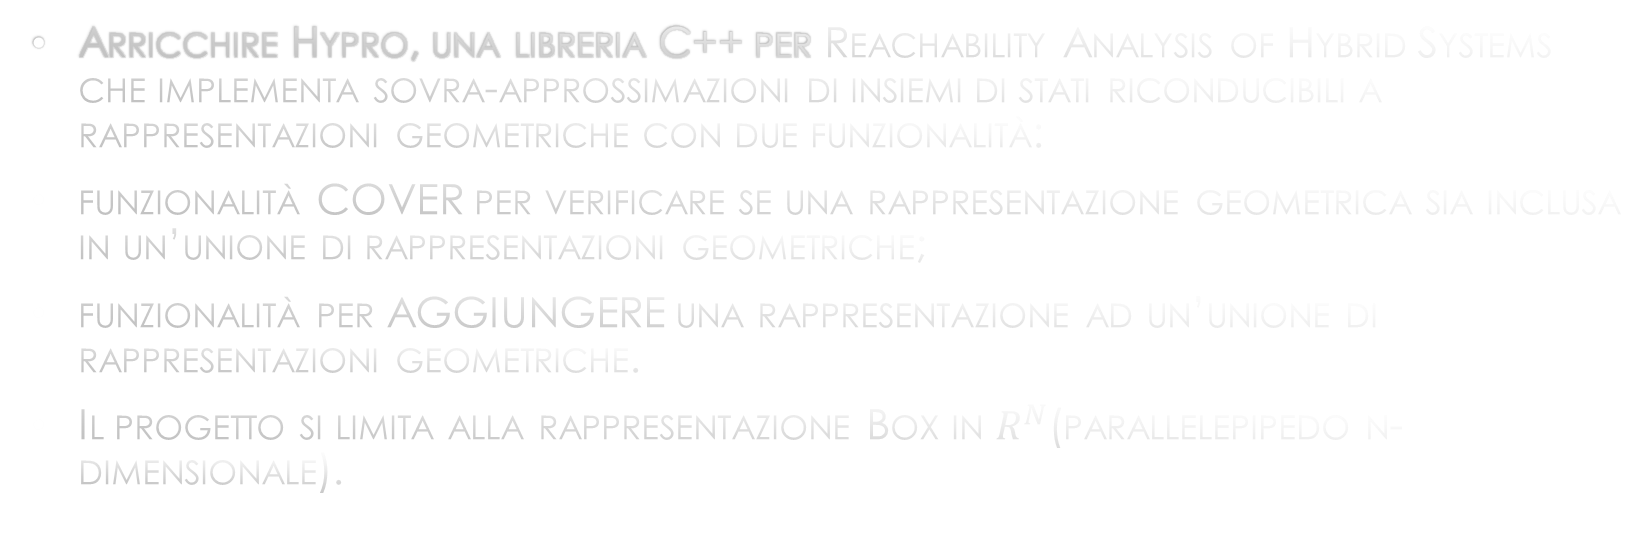 ◦ Arricchire Hypro, una libreria C++ per Reachability Analysis of Hybrid Systems
che implementa sovra-approssimazioni di insiemi di stati riconducibili a
rappresentazioni geometriche con due funzionalità:
funzionalità COVER per verificare se una rappresentazione geometrica sia inclusa
in un'unione di rappresentazioni geometriche;
funzionalità per AGGIUNGERE una rappresentazione ad un'unione di
rappresentazioni geometriche.
Il progetto si limita alla rappresentazione Box in R^N (parallelepipedo n-
dimensionale).